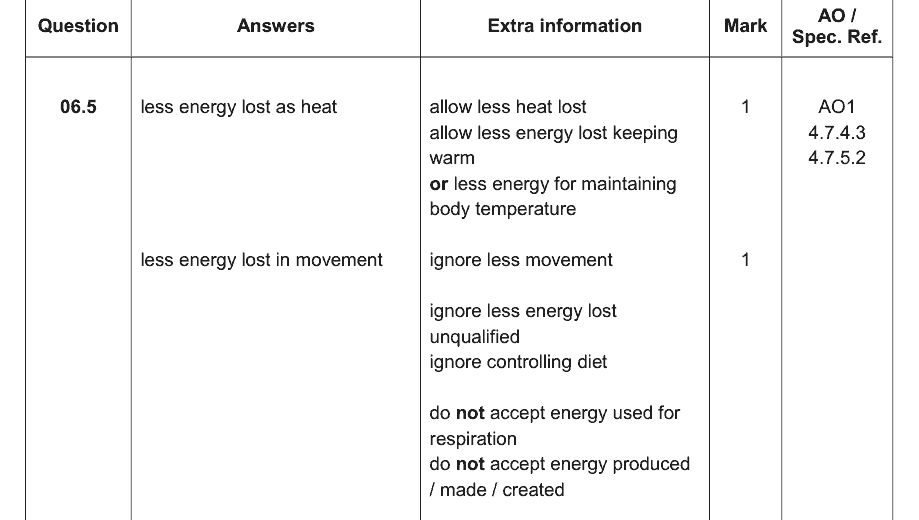 Question Answers Extra information Mark AO /
Spec. Ref.
06.5 less energy lost as heat allow less heat lost 1 AO1
allow less energy lost keeping 4.7.4.3
warm 4.7.5.2
or less energy for maintaining
body temperature
less energy lost in movement ignore less movement 1
ignore less energy lost
unqualified
ignore controlling diet
do not accept energy used for
respiration
do not accept energy produced
/ made / created